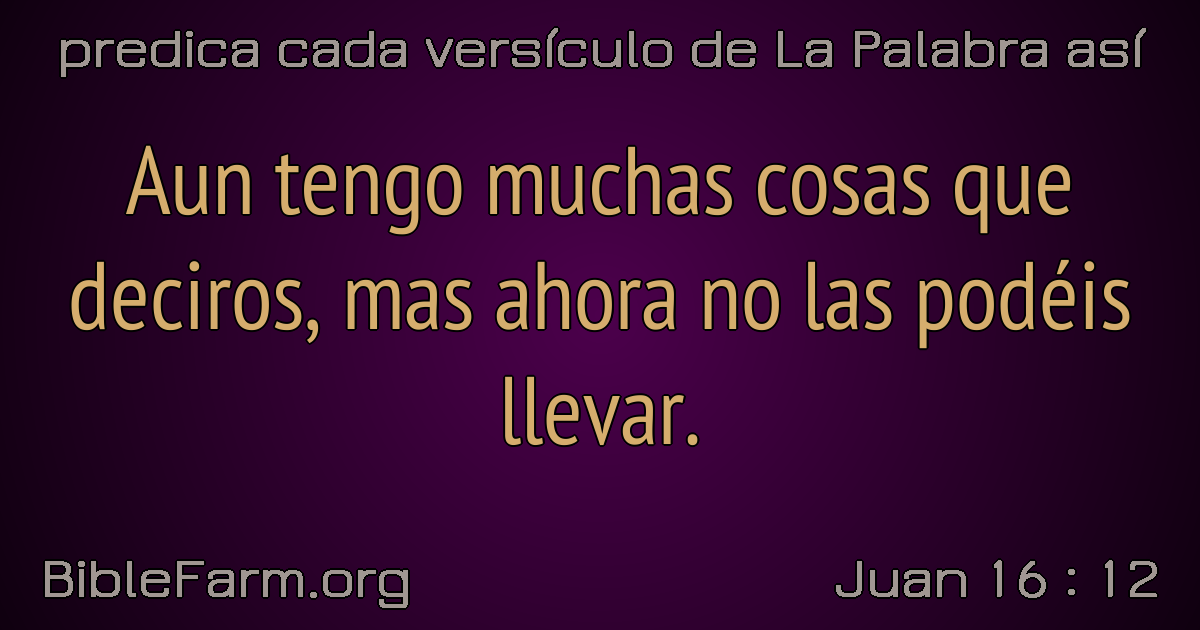 predica cada versículo de La Palabra así
Aun tengo muchas cosas que
deciros, mas ahora no las podéis
llevar.
BibleFarm.org
Juan 16 : 12